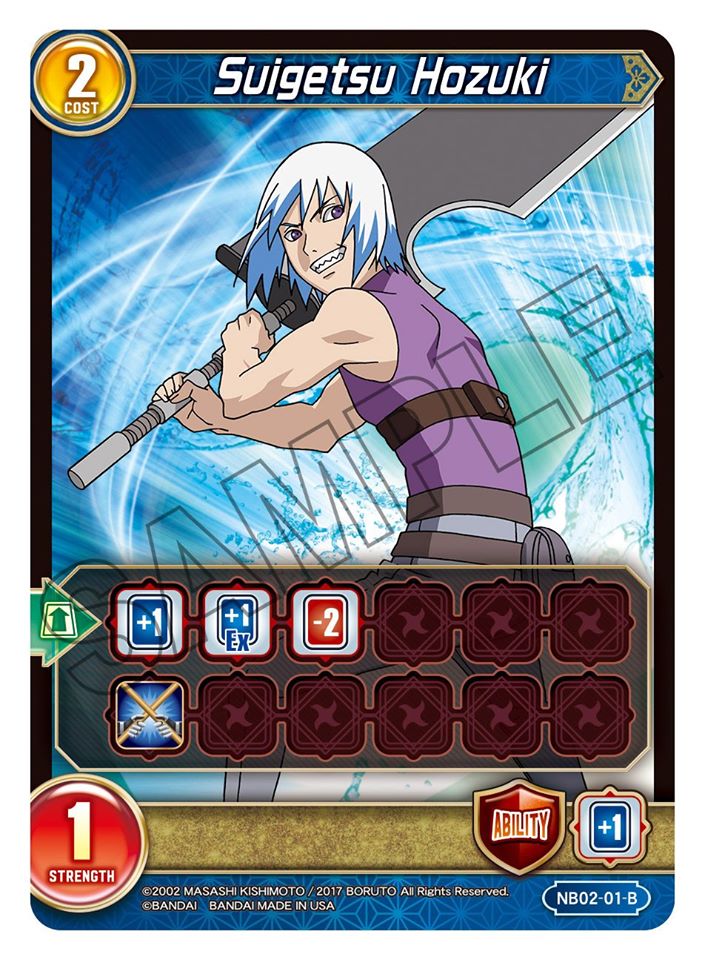 2
COST
Suigetsu Hozuki
SAMPLE
+1
+1
Ex
-2
1
STRENGTH
ABILITY
+1
©2002 MASASHI KISHIMOTO / 2017 BORUTO All Rights Reserved.
©BANDAI BANDAI MADE IN USA
NB02-01-B